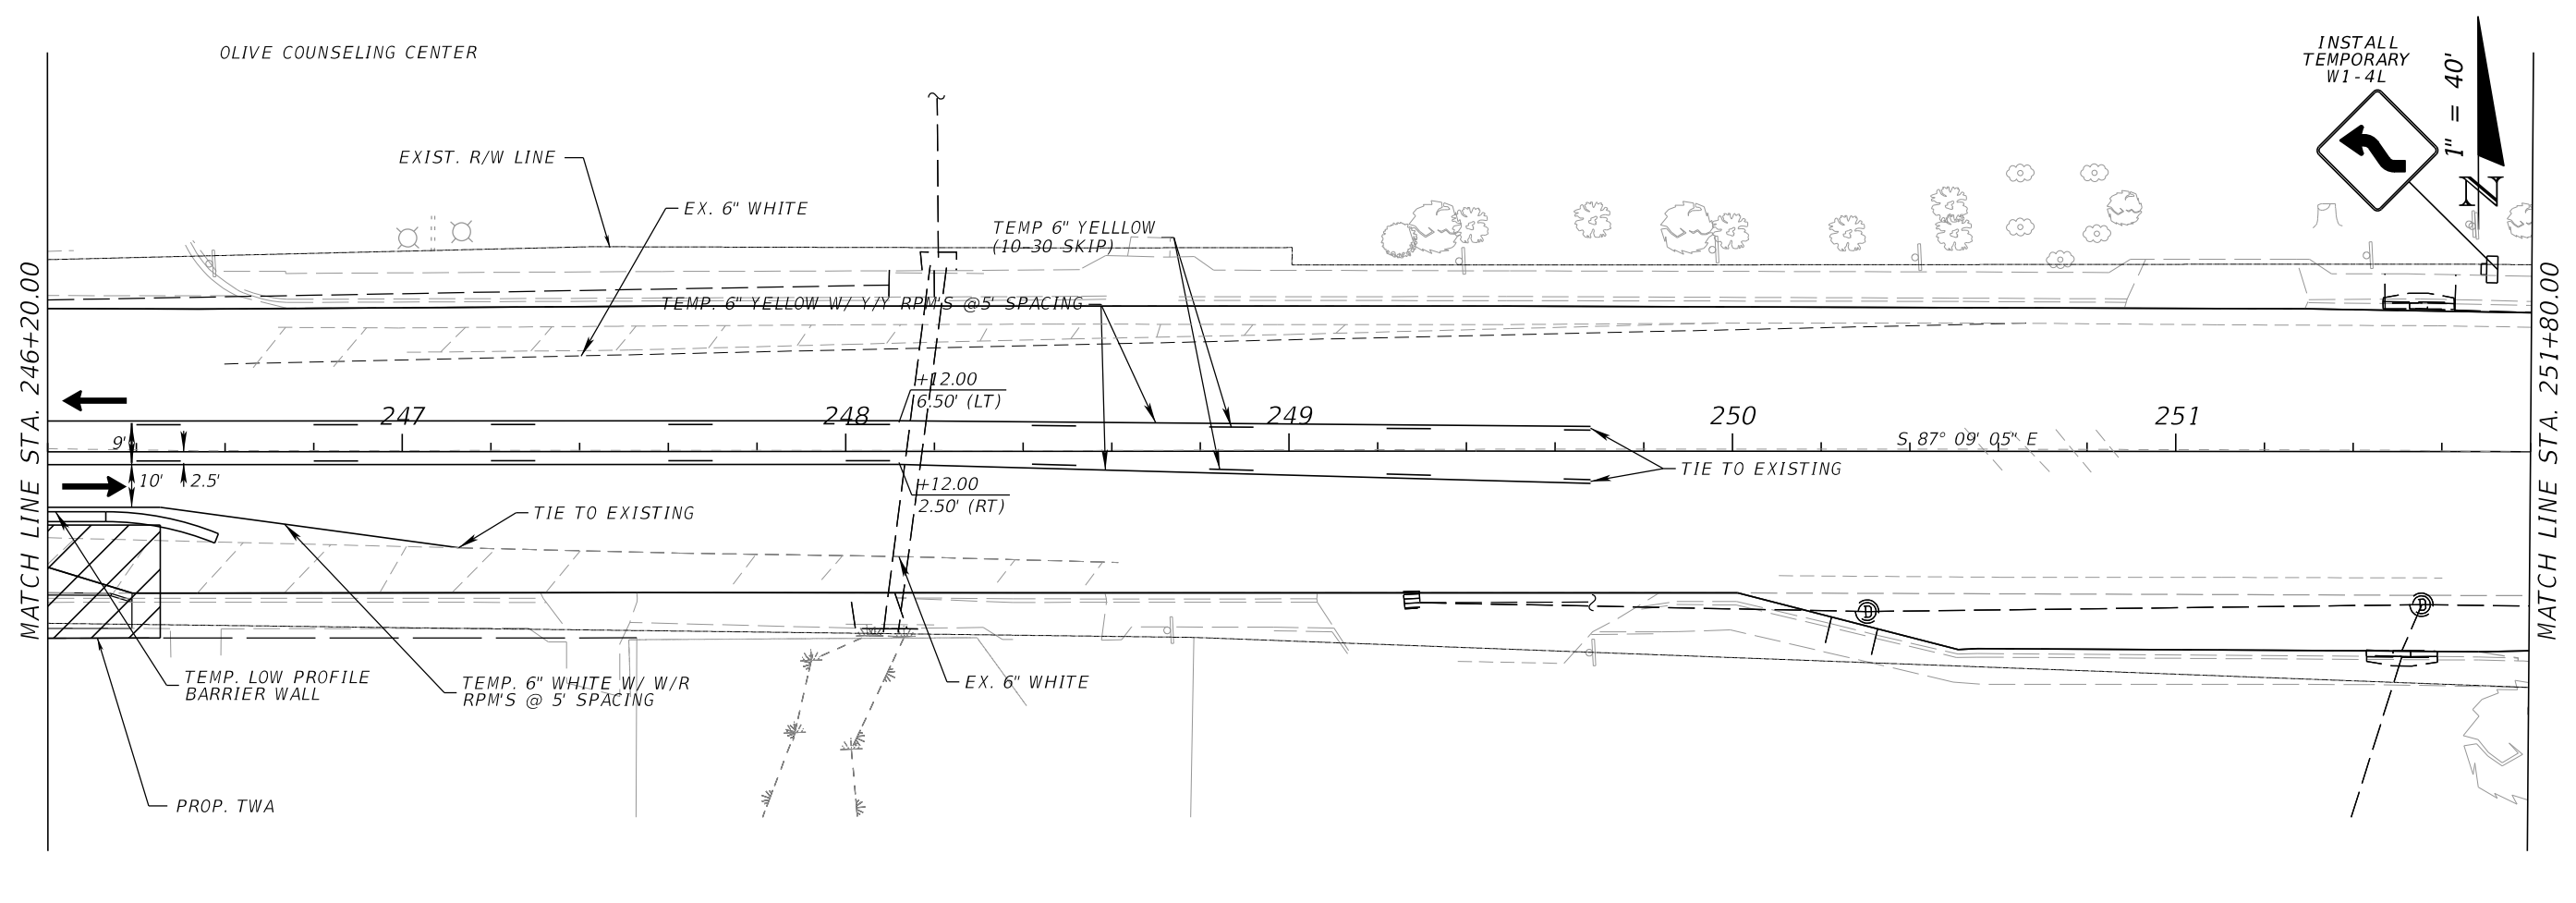 OLIVE COUNSELING CENTER
INSTALL
TEMPORARY
W1-4L
1" = 40'
N
EXIST. R/W LINE
EX. 6" WHITE
TEMP 6" YELLLOW
(10-30 SKIP)
TEMP. 6" YELLOW W/ Y/Y RPM'S @5' SPACING
MATCH LINE STA. 246+20.00
MATCH LINE STA. 251+80.00
+12.00
6.50' (LT)
247
248
249
250
251
9'
S 87° 09' 05" E
10'
2.5'
TIE TO EXISTING
+12.00
2.50' (RT)
TIE TO EXISTING
D
D
TEMP. LOW PROFILE
BARRIER WALL
TEMP. 6" WHITE W/ W/R
RPM'S @ 5' SPACING
EX. 6" WHITE
PROP. TWA